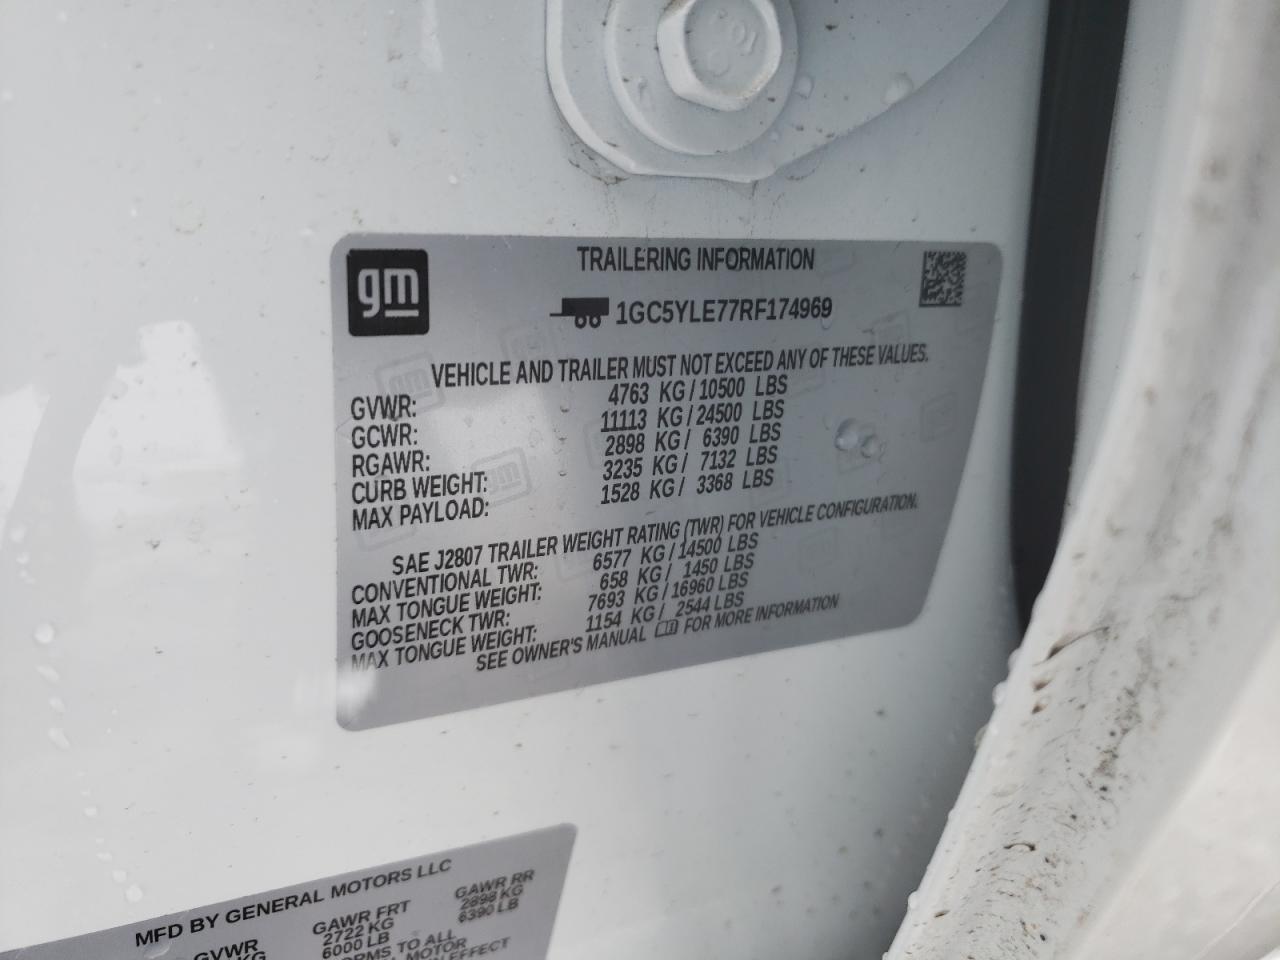 gm
TRAILERING INFORMATION
1GC5YLE77RF174969
VEHICLE AND TRAILER MUST NOT EXCEED ANY OF THESE VALUES.
GVWR: 4763 KG/10500 LBS
GCWR: 11113 KG/24500 LBS
RGAWR: 2898 KG/ 6390 LBS
CURB WEIGHT: 3235 KG/ 7132 LBS
MAX PAYLOAD: 1528 KG/ 3368 LBS
SAE J2807 TRAILER WEIGHT RATING (TWR) FOR VEHICLE CONFIGURATION.
CONVENTIONAL TWR: 6577 KG/14500 LBS
MAX TONGUE WEIGHT: 658 KG/ 1450 LBS
GOOSENECK TWR: 7693 KG/16960 LBS
MAX TONGUE WEIGHT: 1154 KG/ 2544 LBS
SEE OWNER'S MANUAL FOR MORE INFORMATION
MFD BY GENERAL MOTORS LLC
GVWR GAWR FRT GAWR RR
KG 2722 KG 2898 KG
6000 LB 6390 LB
TO ALL
MOTOR
EFFECT